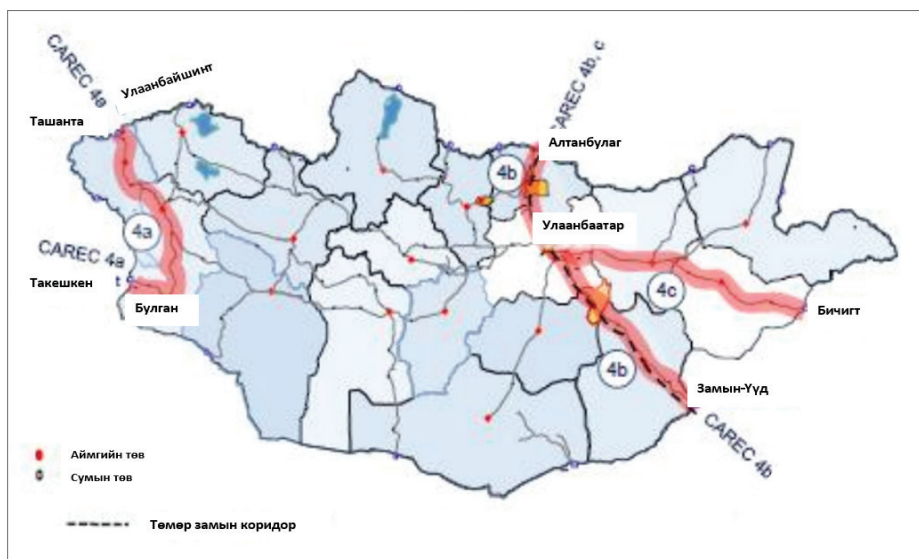 CAREC 4a
Улаанбайшинт
CAREC 4b, c
Ташанта
Алтанбулаг
4b
Улаанбаатар
4a
CAREC 4a
Такешкен
t
Булган
4c
Бичигт
4b
Замын-Үүд
CAREC 4b
Аймгийн төв
Сумын төв
Төмөр замын коридор